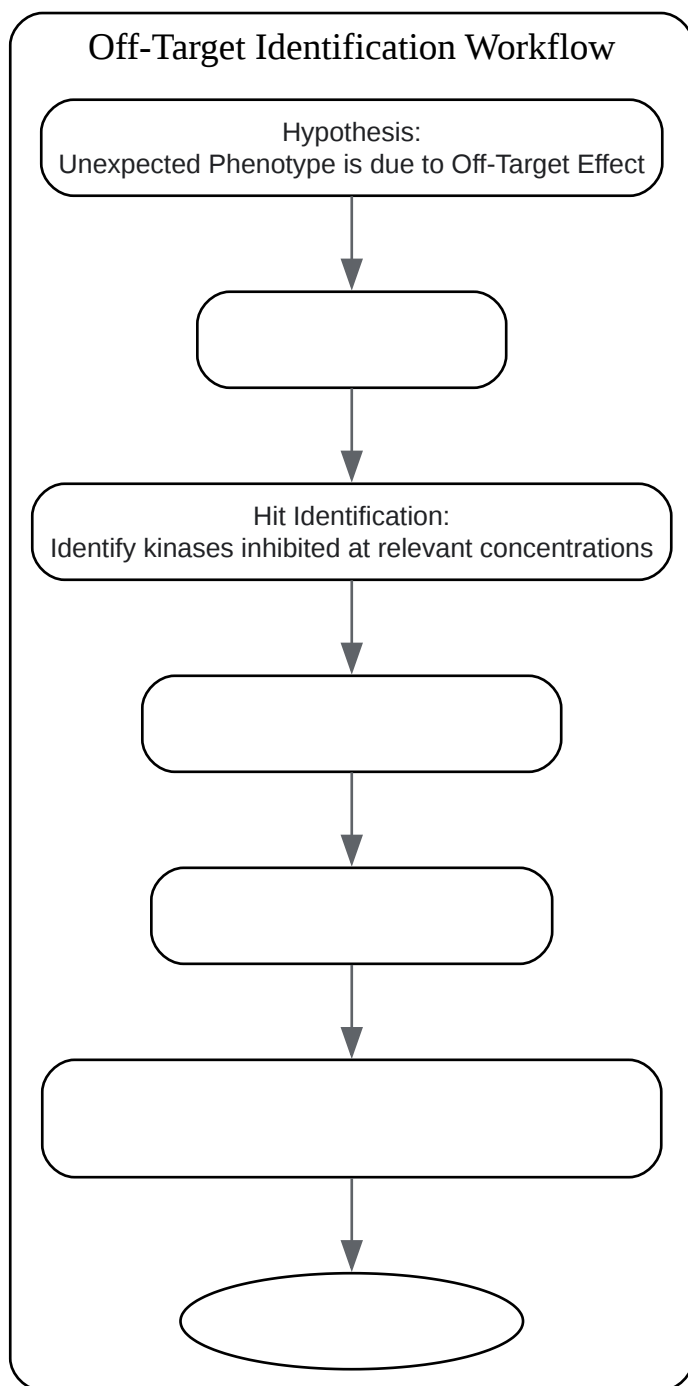 Off-Target Identification Workflow
Hypothesis:
Unexpected Phenotype is due to Off-Target Effect
Hit Identification:
Identify kinases inhibited at relevant concentrations